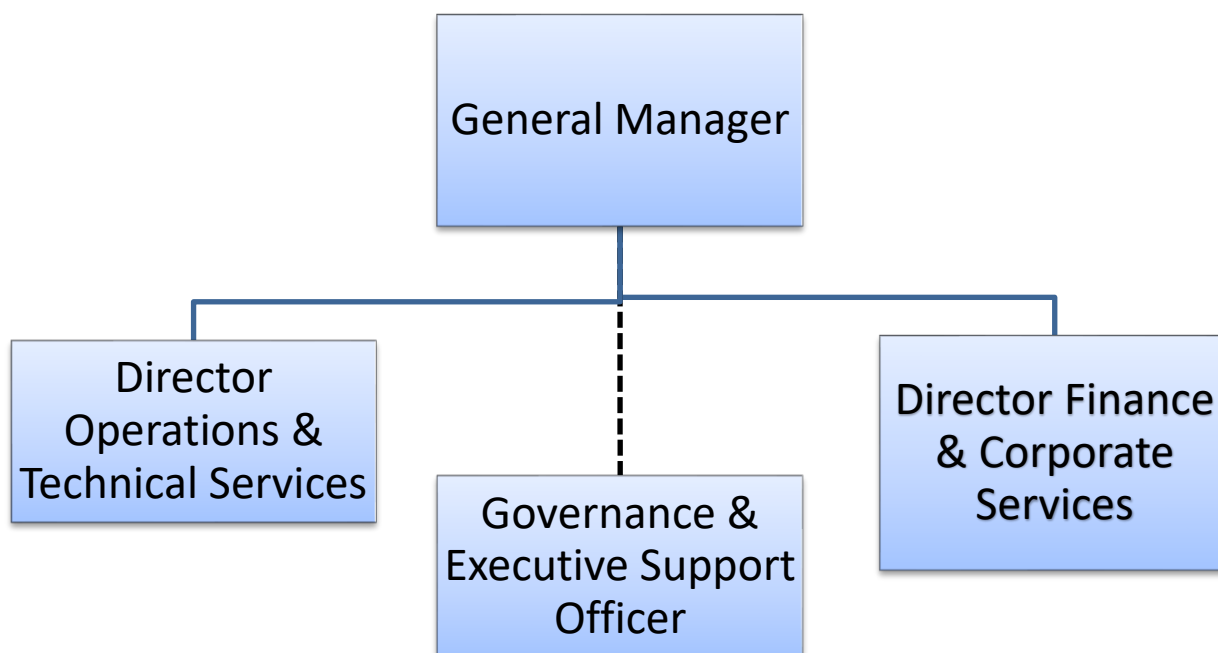 General Manager
Director
Operations &
Technical Services
Governance &
Executive Support
Officer
Director Finance
& Corporate
Services